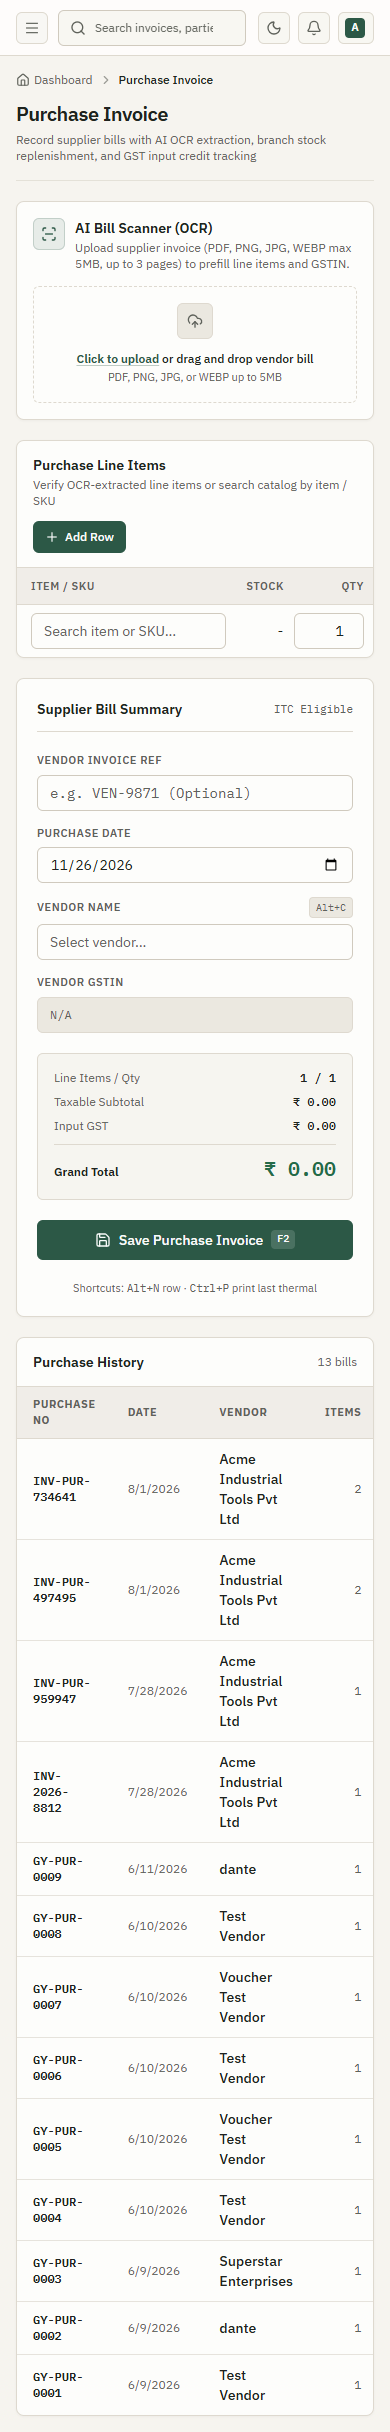 Search invoices, partie
A
Dashboard > Purchase Invoice
Purchase Invoice
Record supplier bills with AI OCR extraction, branch stock
replenishment, and GST input credit tracking
AI Bill Scanner (OCR)
Upload supplier invoice (PDF, PNG, JPG, WEBP max
5MB, up to 3 pages) to prefill line items and GSTIN.
Click to upload or drag and drop vendor bill
PDF, PNG, JPG, or WEBP up to 5MB
Purchase Line Items
Verify OCR-extracted line items or search catalog by item /
SKU
+ Add Row
ITEM / SKU STOCK QTY
Search item or SKU... - 1
Supplier Bill Summary ITC Eligible
VENDOR INVOICE REF
e.g. VEN-9871 (Optional)
PURCHASE DATE
11/26/2026
VENDOR NAME Alt+C
Select vendor...
VENDOR GSTIN
N/A
Line Items / Qty 1 / 1
Taxable Subtotal ₹ 0.00
Input GST ₹ 0.00
Grand Total ₹ 0.00
Save Purchase Invoice F2
Shortcuts: Alt+N row · Ctrl+P print last thermal
Purchase History 13 bills
PURCHASE
NO DATE VENDOR ITEMS
INV-PUR-
734641 8/1/2026 Acme
Industrial
Tools Pvt
Ltd 2
INV-PUR-
497495 8/1/2026 Acme
Industrial
Tools Pvt
Ltd 2
INV-PUR-
959947 7/28/2026 Acme
Industrial
Tools Pvt
Ltd 1
INV-
2026-
8812 7/28/2026 Acme
Industrial
Tools Pvt
Ltd 1
GY-PUR-
0009 6/11/2026 dante 1
GY-PUR-
0008 6/10/2026 Test
Vendor 1
GY-PUR-
0007 6/10/2026 Voucher
Test
Vendor 1
GY-PUR-
0006 6/10/2026 Test
Vendor 1
GY-PUR-
0005 6/10/2026 Voucher
Test
Vendor 1
GY-PUR-
0004 6/10/2026 Test
Vendor 1
GY-PUR-
0003 6/9/2026 Superstar
Enterprises 1
GY-PUR-
0002 6/9/2026 dante 1
GY-PUR-
0001 6/9/2026 Test
Vendor 1